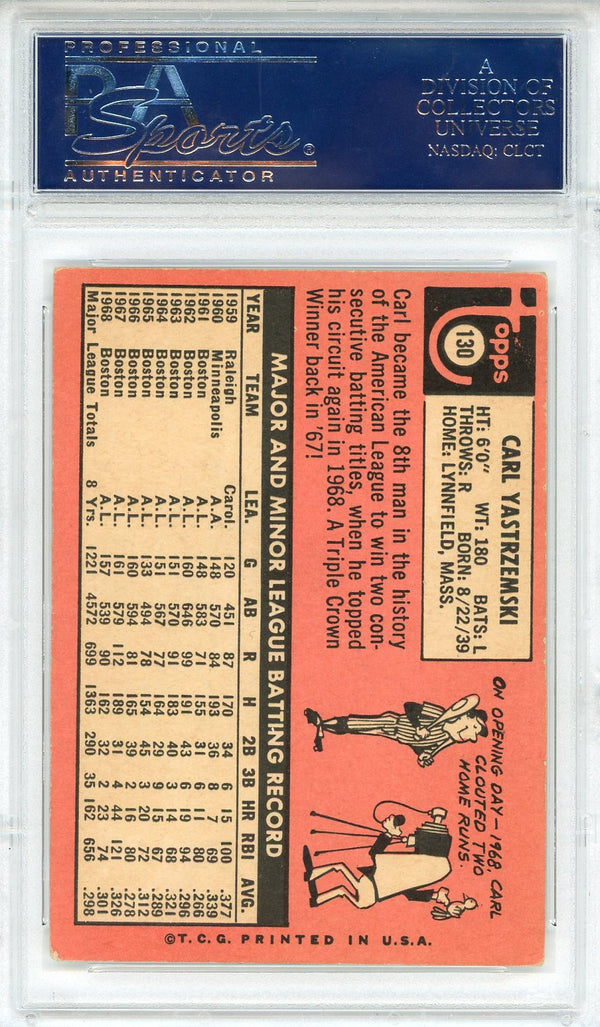 PROFESSIONAL
PSA
Sports®
AUTHENTICATOR
A
DIVISION OF
COLLECTORS
UNIVERSE
NASDAQ: CLCT
Topps
130
CARL YASTRZEMSKI
HT: 6'0" WT: 180 BATS: L
THROWS: R BORN: 8/22/39
HOME: LYNNFIELD, MASS.
Carl became the 8th man in the history
of the American League to win two con-
secutive batting titles, when he topped
his circuit again in 1968. A Triple Crown
Winner back in '67!
ON OPENING DAY—1968 CARL
CLOUTED TWO
HOME RUNS.
MAJOR AND MINOR LEAGUE BATTING RECORD
YEAR TEAM LEA. G AB R H 2B 3B HR RBI AVG.
1959 Raleigh Carol. 120 451 87 170 34 6 15 100 .377
1960 Minneapolis A.A. 148 570 84 193 36 8 7 69 .339
1961 Boston A.L. 148 583 71 155 31 6 11 80 .266
1962 Boston A.L. 160 646 99 191 43 6 19 94 .296
1963 Boston A.L. 151 570 91 183 40 3 14 68 .321
1964 Boston A.L. 151 567 77 164 29 9 15 67 .289
1965 Boston A.L. 133 494 78 154 45 3 20 72 .312
1966 Boston A.L. 160 594 81 165 39 2 16 80 .278
1967 Boston A.L. 161 579 112 189 31 4 44 121 .326
1968 Boston A.L. 157 539 90 162 32 2 23 74 .301
Major League Totals 8 Yrs. 1221 4572 699 1363 290 35 162 656 .298
©T.C.G. PRINTED IN U.S.A.